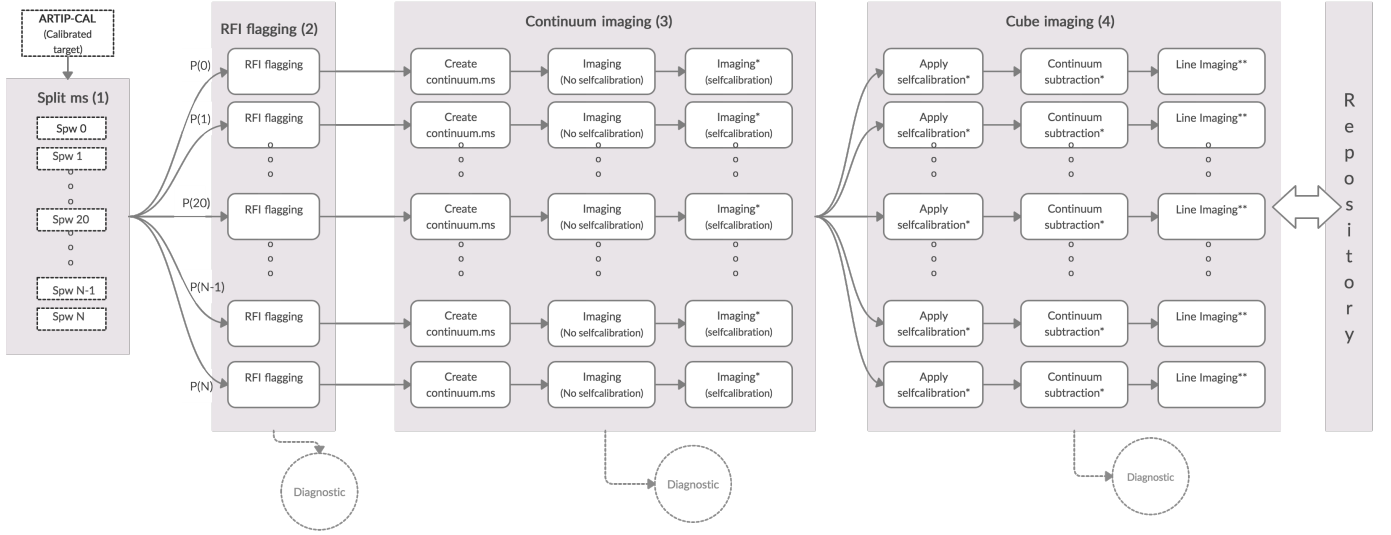 ARTIP-CAL
(Calibrated
target)
Split ms (1)
Spw 0
Spw 1
o
o
o
Spw 20
o
o
o
Spw N-1
Spw N
P(0)
P(1)
P(20)
P(N-1)
P(N)
RFI flagging (2)
RFI flagging
RFI flagging
o
o
o
RFI flagging
o
o
o
RFI flagging
RFI flagging
Diagnostic
Continuum imaging (3)
Create
continuum.ms
Imaging
(No selfcalibration)
Imaging*
(selfcalibration)
Create
continuum.ms
Imaging
(No selfcalibration)
Imaging*
(selfcalibration)
o o o
o o o
o o o
Create
continuum.ms
Imaging
(No selfcalibration)
Imaging*
(selfcalibration)
o o o
o o o
o o o
Create
continuum.ms
Imaging
(No selfcalibration)
Imaging*
(selfcalibration)
Create
continuum.ms
Imaging
(No selfcalibration)
Imaging*
(selfcalibration)
Diagnostic
Cube imaging (4)
Apply
selfcalibration*
Continuum
subtraction*
Line Imaging**
Apply
selfcalibration*
Continuum
subtraction*
Line Imaging**
o o o
o o o
o o o
Apply
selfcalibration*
Continuum
subtraction*
Line Imaging**
o o o
o o o
o o o
Apply
selfcalibration*
Continuum
subtraction*
Line Imaging**
Apply
selfcalibration*
Continuum
subtraction*
Line Imaging**
Diagnostic
Repository